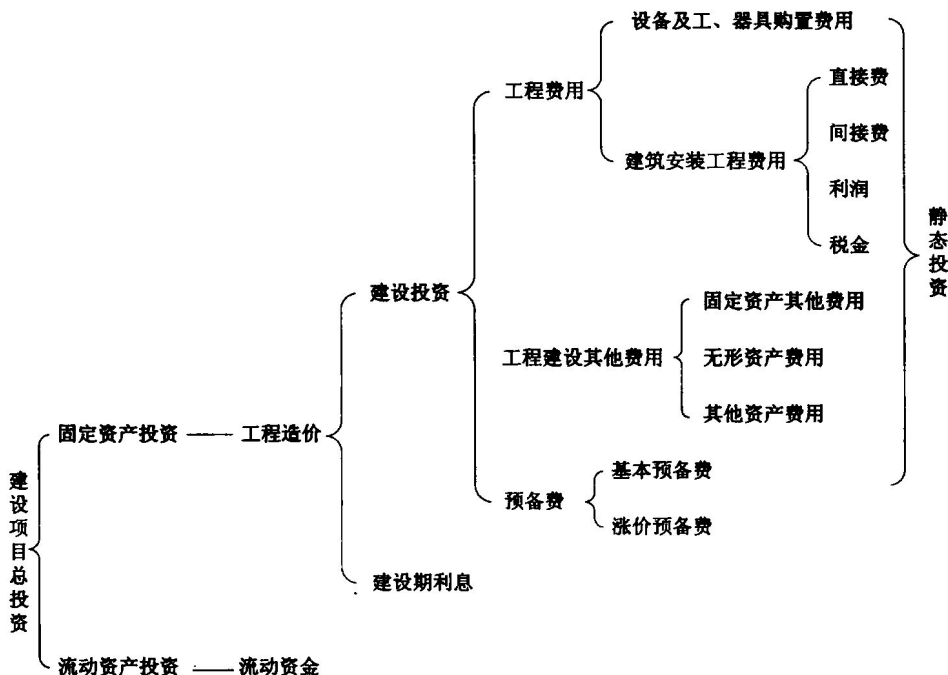 设备及工、器具购置费用
直接费
工程费用
间接费
建筑安装工程费用
利润
税金
静态投资
建设投资
固定资产其他费用
工程建设其他费用
无形资产费用
其他资产费用
固定资产投资
工程造价
基本预备费
预备费
涨价预备费
建设项目总投资
建设期利息
流动资产投资
流动资金